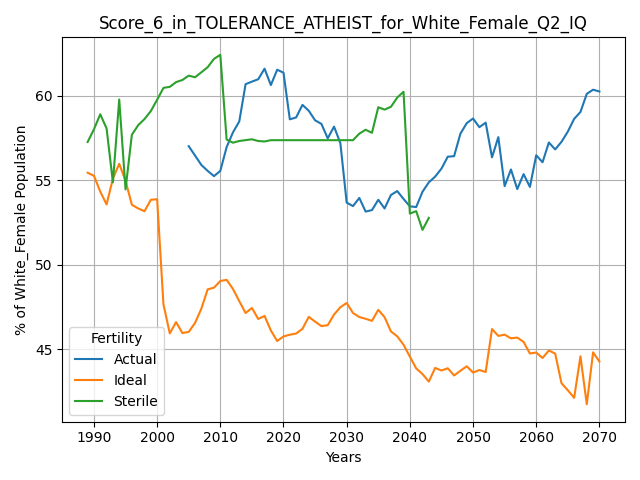 Score_6_in_TOLERANCE_ATHEIST_for_White_Female_Q2_IQ
% of White_Female Population
60
55
50
45
Fertility
Actual
Ideal
Sterile
1990 2000 2010 2020 2030 2040 2050 2060 2070
Years